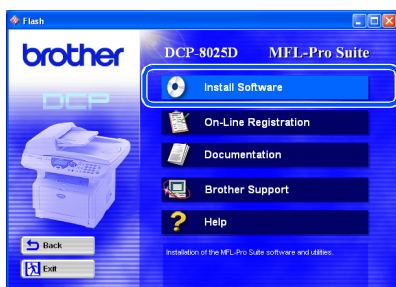 Flash
brother
DCP-8025D MFL-Pro Suite
DCP
Install Software
On-Line Registration
Documentation
Brother Support
Help
Back
Exit
Installation of the MFL-Pro Suite software and utilities.